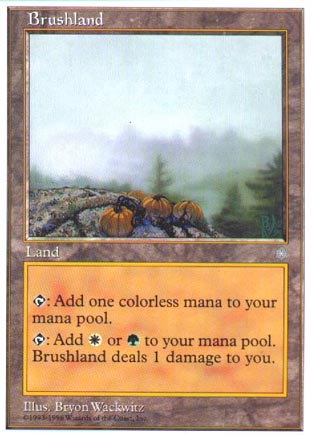 Brushland
Land
: Add one colorless mana to your
mana pool.
: Add or to your mana pool.
Brushland deals 1 damage to you.
Illus. Bryon Wackwitz